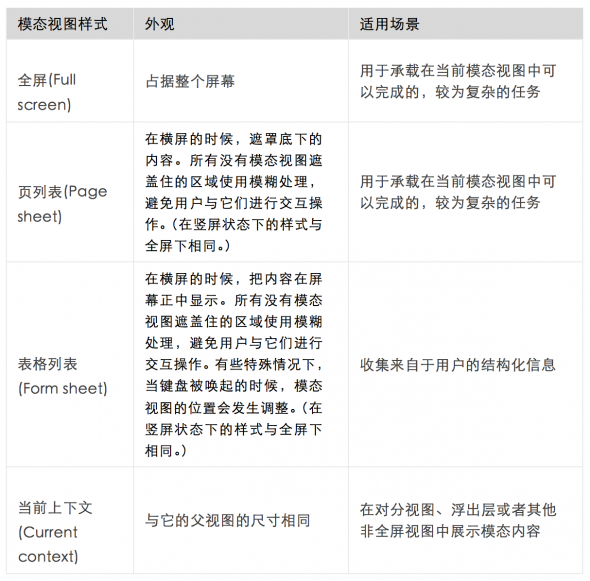 模态视图样式
外观
适用场景
全屏(Full
screen)
占据整个屏幕
用于承载在当前模态视图中可
以完成的，较为复杂的任务
页列表(Page
sheet)
在横屏的时候，遮罩底下的
内容。所有没有模态视图遮
盖住的区域使用模糊处理，
避免用户与它们进行交互操
作。（在竖屏状态下的样式与
全屏下相同。）
用于承载在当前模态视图中可
以完成的，较为复杂的任务
表格列表
(Form sheet)
在横屏的时候，把内容在屏
幕正中显示。所有没有模态
视图遮盖住的区域使用模糊
处理，避免用户与它们进行
交互操作。有些特殊情况下，
当键盘被唤起的时候，模态
视图的位置会发生调整。（在
竖屏状态下的样式与全屏下
相同。）
收集来自于用户的结构化信息
当前上下文
(Current
context)
与它的父视图的尺寸相同
在对分视图、浮出层或者其他
非全屏视图中展示模态内容